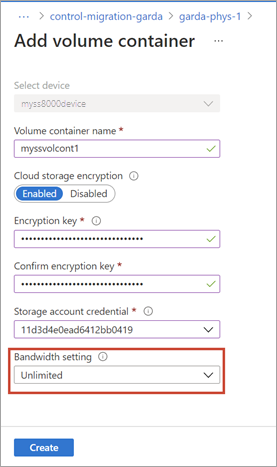 control-migration-garda > garda-phys-1 >
Add volume container ...
Select device
myss8000device
Volume container name *
myssvolcont1
Cloud storage encryption
Enabled Disabled
Encryption key *
Confirm encryption key *
Storage account credential *
11d3d4e0ead6412bb0419
Bandwidth setting
Unlimited
Create